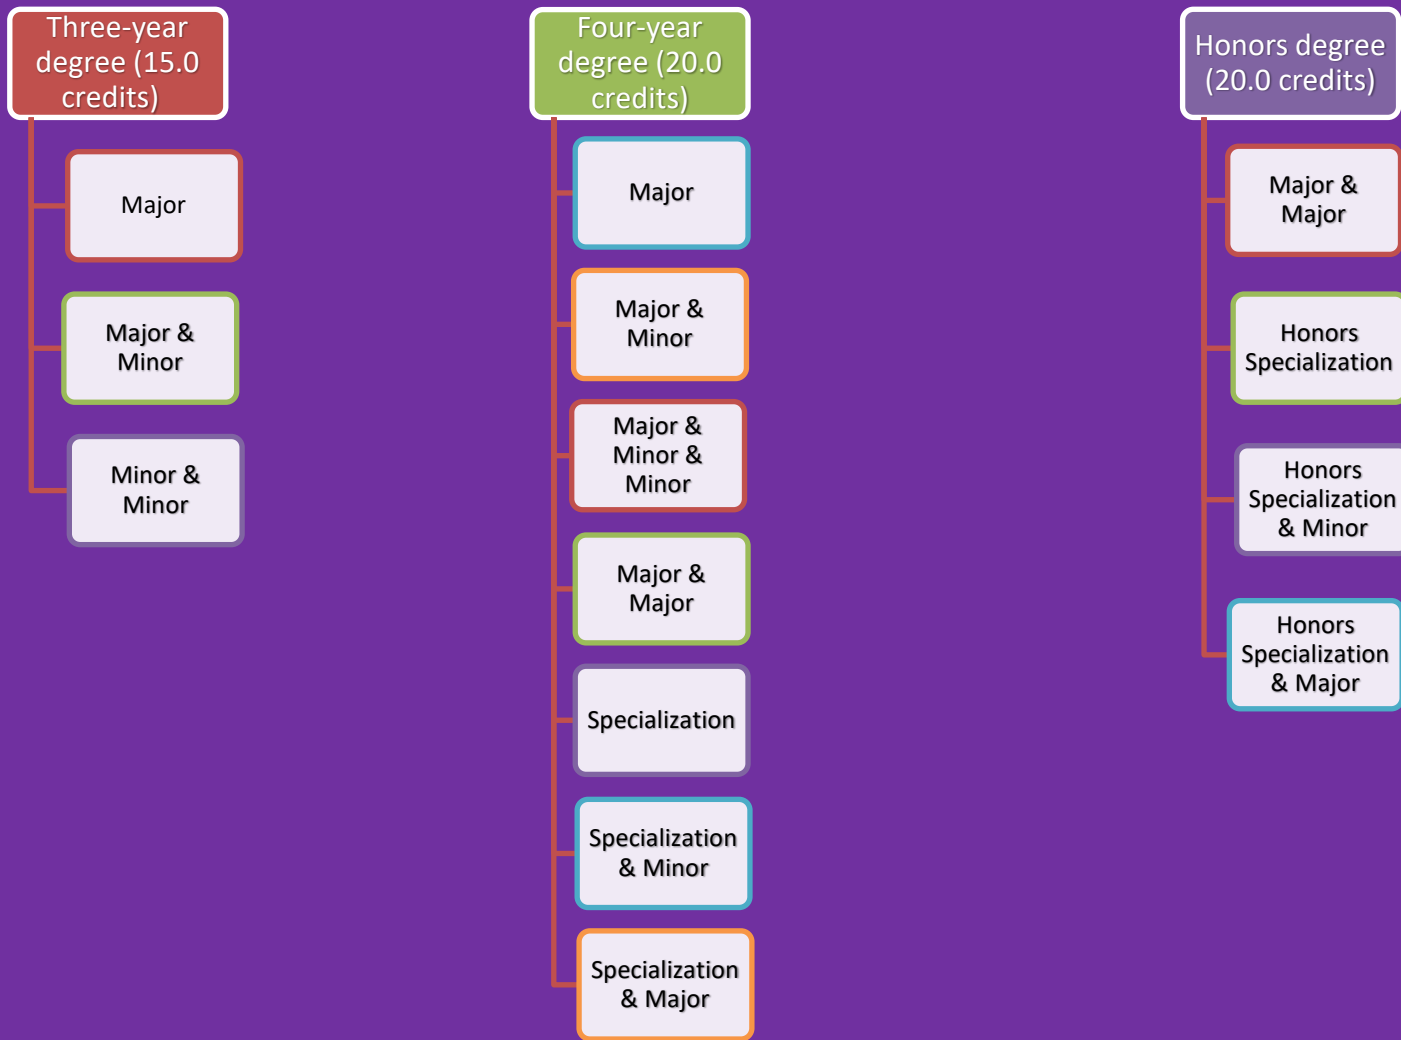 Three-year
degree (15.0
credits)
Major
Major &
Minor
Minor &
Minor
Four-year
degree (20.0
credits)
Major
Major &
Minor
Major &
Minor &
Minor
Major &
Major
Specialization
Specialization
& Minor
Specialization
& Major
Honors degree
(20.0 credits)
Major &
Major
Honors
Specialization
Honors
Specialization
& Minor
Honors
Specialization
& Major